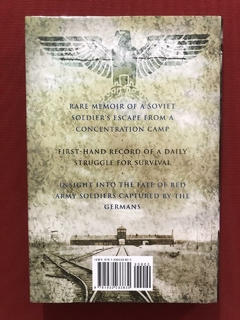 RARE MEMOIR OF A SOVIET
SOLDIER'S ESCAPE FROM A
CONCENTRATION CAMP
FIRST-HAND RECORD OF A DAILY
STRUGGLE FOR SURVIVAL
INSIGHT INTO THE FATE OF RED
ARMY SOLDIERS CAPTURED BY THE
GERMANS